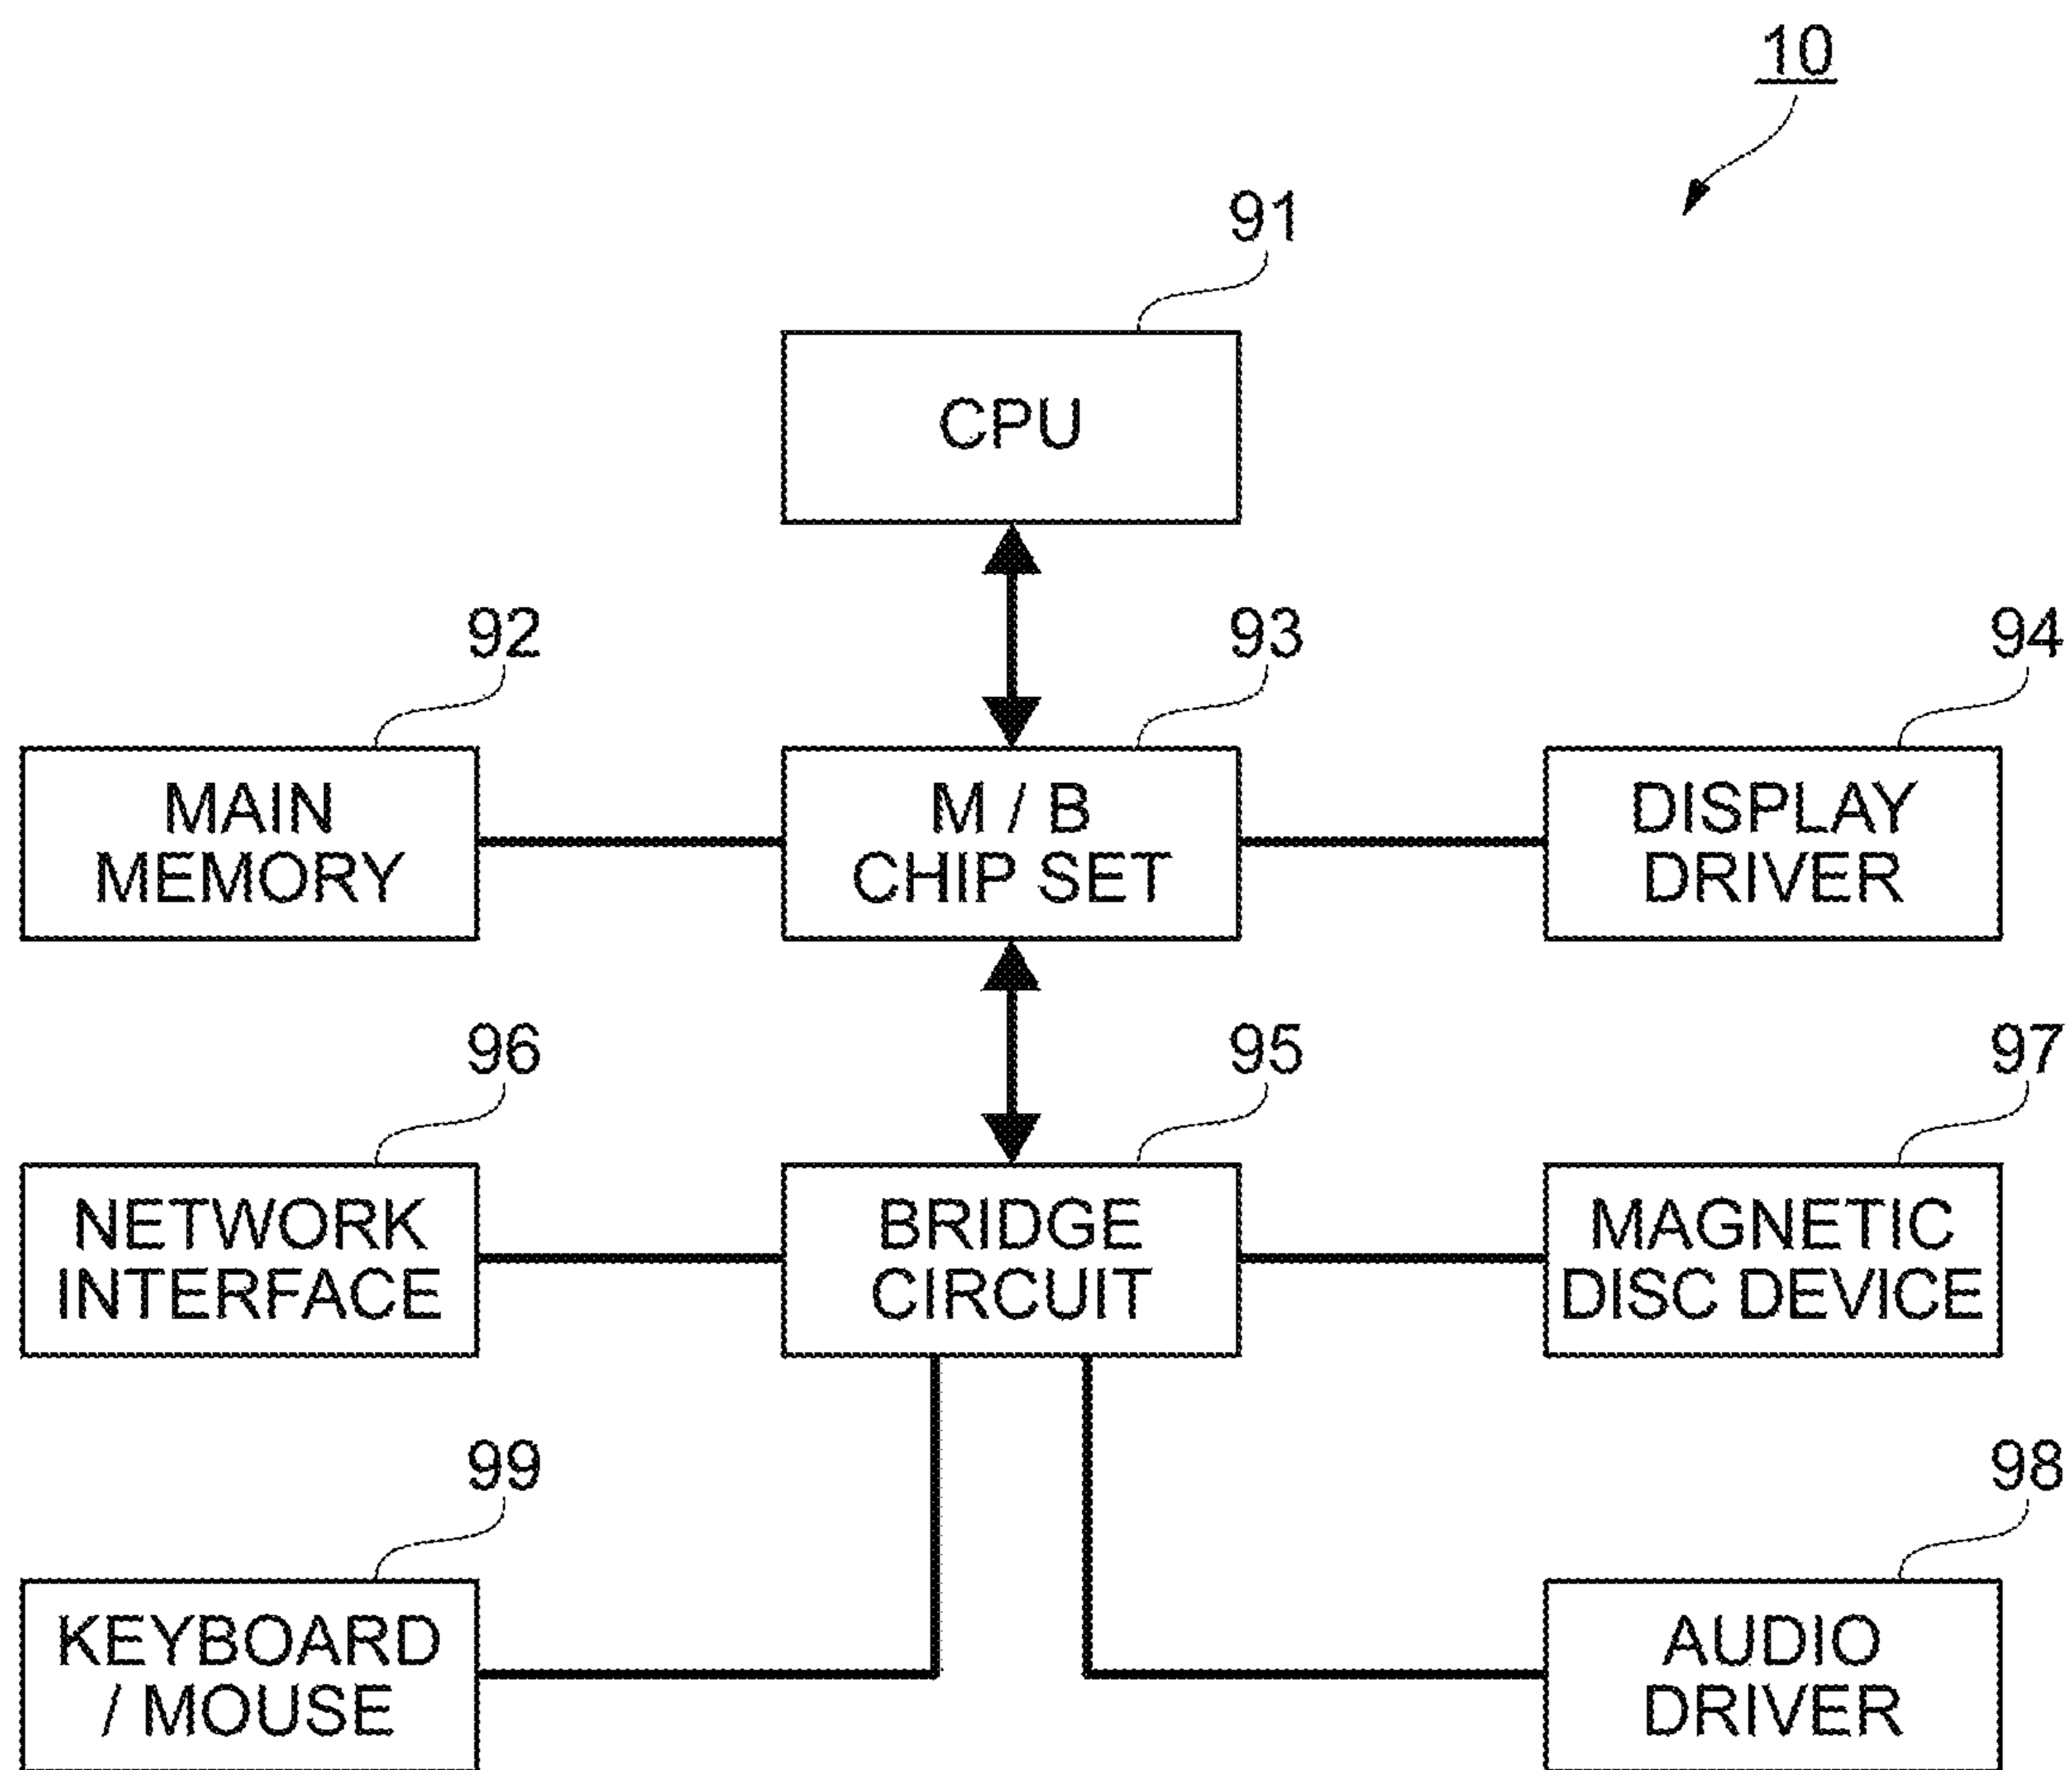 10
91
CPU
92
93
94
MAIN
MEMORY
M / B
CHIP SET
DISPLAY
DRIVER
96
95
97
NETWORK
INTERFACE
BRIDGE
CIRCUIT
MAGNETIC
DISC DEVICE
99
98
KEYBOARD
/ MOUSE
AUDIO
DRIVER